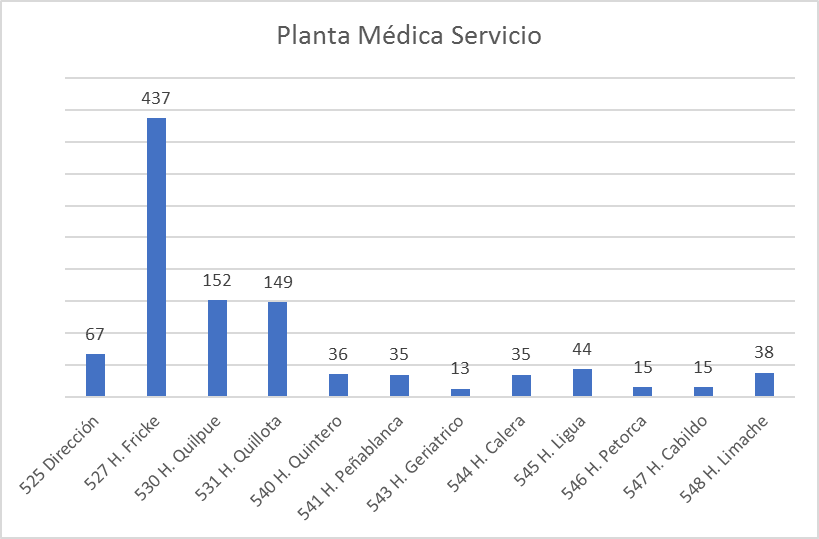 Planta Médica Servicio
67
437
152
149
36
35
13
35
44
15
15
38
525 Dirección
527 H. Fricke
530 H. Quilpue
531 H. Quillota
540 H. Quintero
541 H. Peñablanca
543 H. Geriatrico
544 H. Calera
545 H. Ligua
546 H. Petorca
547 H. Cabildo
548 H. Limache